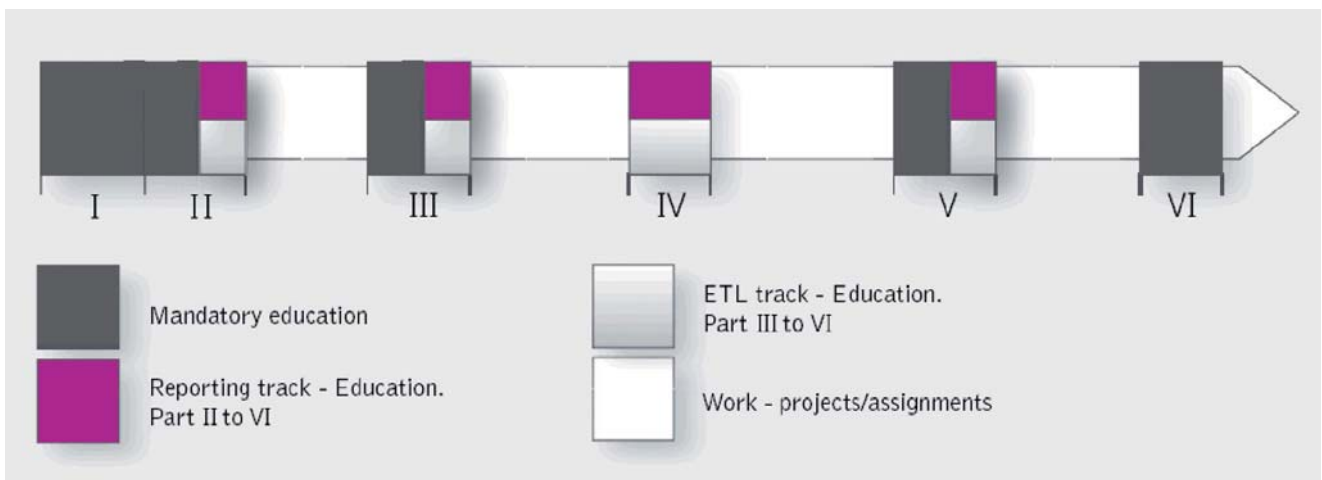 I
II
III
IV
V
VI
Mandatory education
Reporting track - Education.
Part II to VI
ETL track - Education.
Part III to VI
Work - projects/assignments